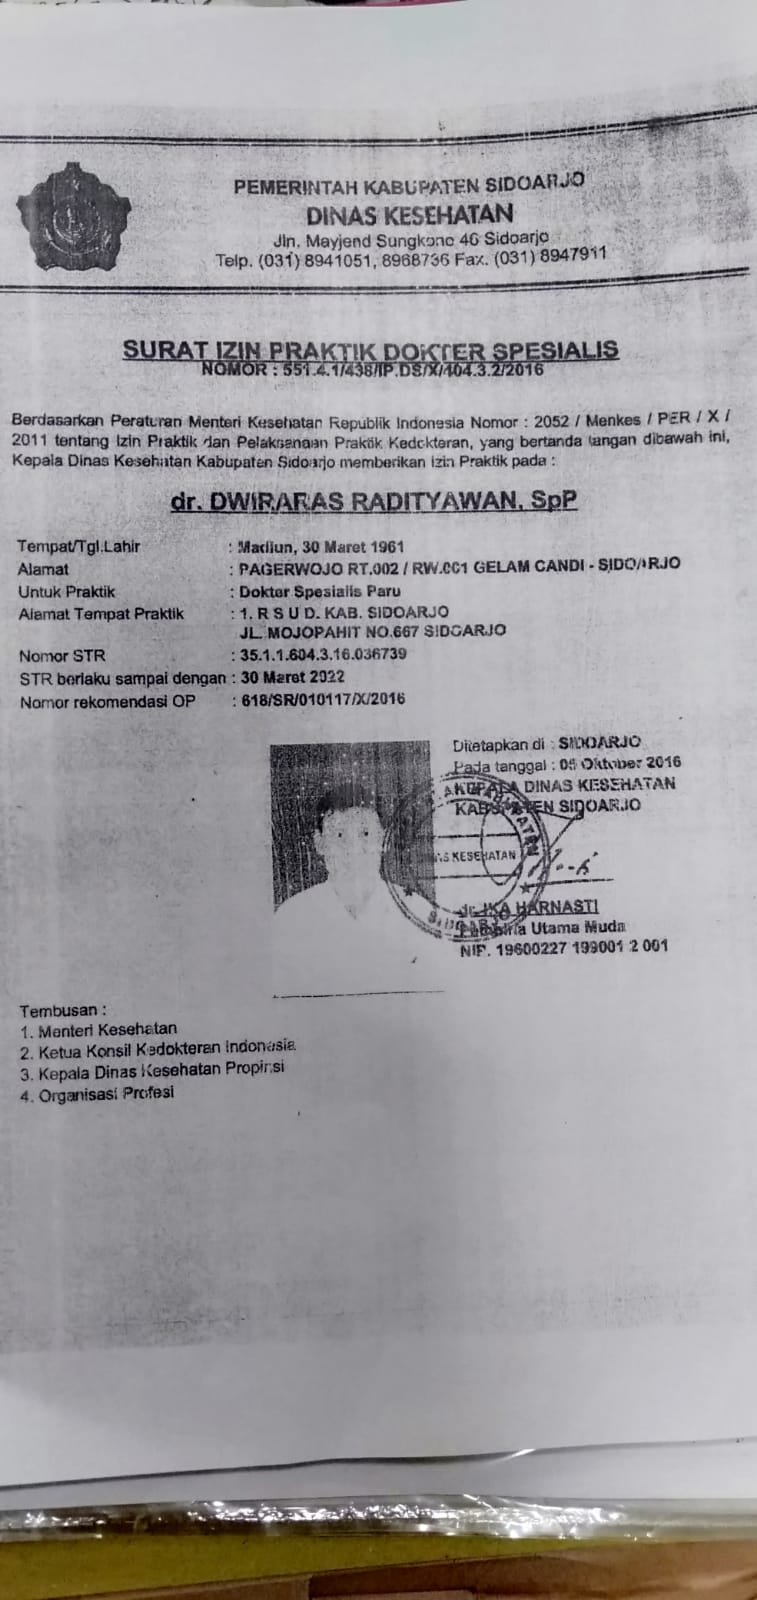 PEMERINTAH KABUPATEN SIDOARJO
DINAS KESEHATAN
Jln. Mayjend Sungkono 46 Sidoarjo
Telp. (031) 8941051, 8968736 Fax. (031) 8947911
SURAT IZIN PRAKTIK DOKTER SPESIALIS
NOMOR : 551.4.1/438/IP.DS/X/404.3.2/2016
Berdasarkan Peraturan Menteri Kesehatan Republik Indonesia Nomor : 2052 / Menkes / PER / X /
2011 tentang Izin Praktik dan Pelaksanaan Praktik Kedokteran, yang bertanda tangan dibawah ini,
Kepala Dinas Kesehatan Kabupaten Sidoarjo memberikan Izin Praktik pada :
dr. DWIRARAS RADITYAWAN, SpP
Tempat/Tgl.Lahir : Madiun, 30 Maret 1961
Alamat : PAGERWOJO RT.002 / RW.001 GELAM CANDI - SIDOARJO
Untuk Praktik : Dokter Spesialis Paru
Alamat Tempat Praktik : 1. R S U D. KAB. SIDOARJO
JL. MOJOPAHIT NO.667 SIDOARJO
Nomor STR : 35.1.1.604.3.16.036739
STR berlaku sampai dengan : 30 Maret 2022
Nomor rekomendasi OP : 618/SR/010117/X/2016
Ditetapkan di : SIDOARJO
Pada tanggal : 05 Oktober 2016
KEPALA DINAS KESEHATAN
KABUPATEN SIDOARJO
AS KESEHATAN
dr. IKA HARNASTI
Pembina Utama Muda
NIP. 19600227 199001 2 001
Tembusan :
1. Menteri Kesehatan
2. Ketua Konsil Kedokteran Indonesia
3. Kepala Dinas Kesehatan Propinsi
4. Organisasi Profesi